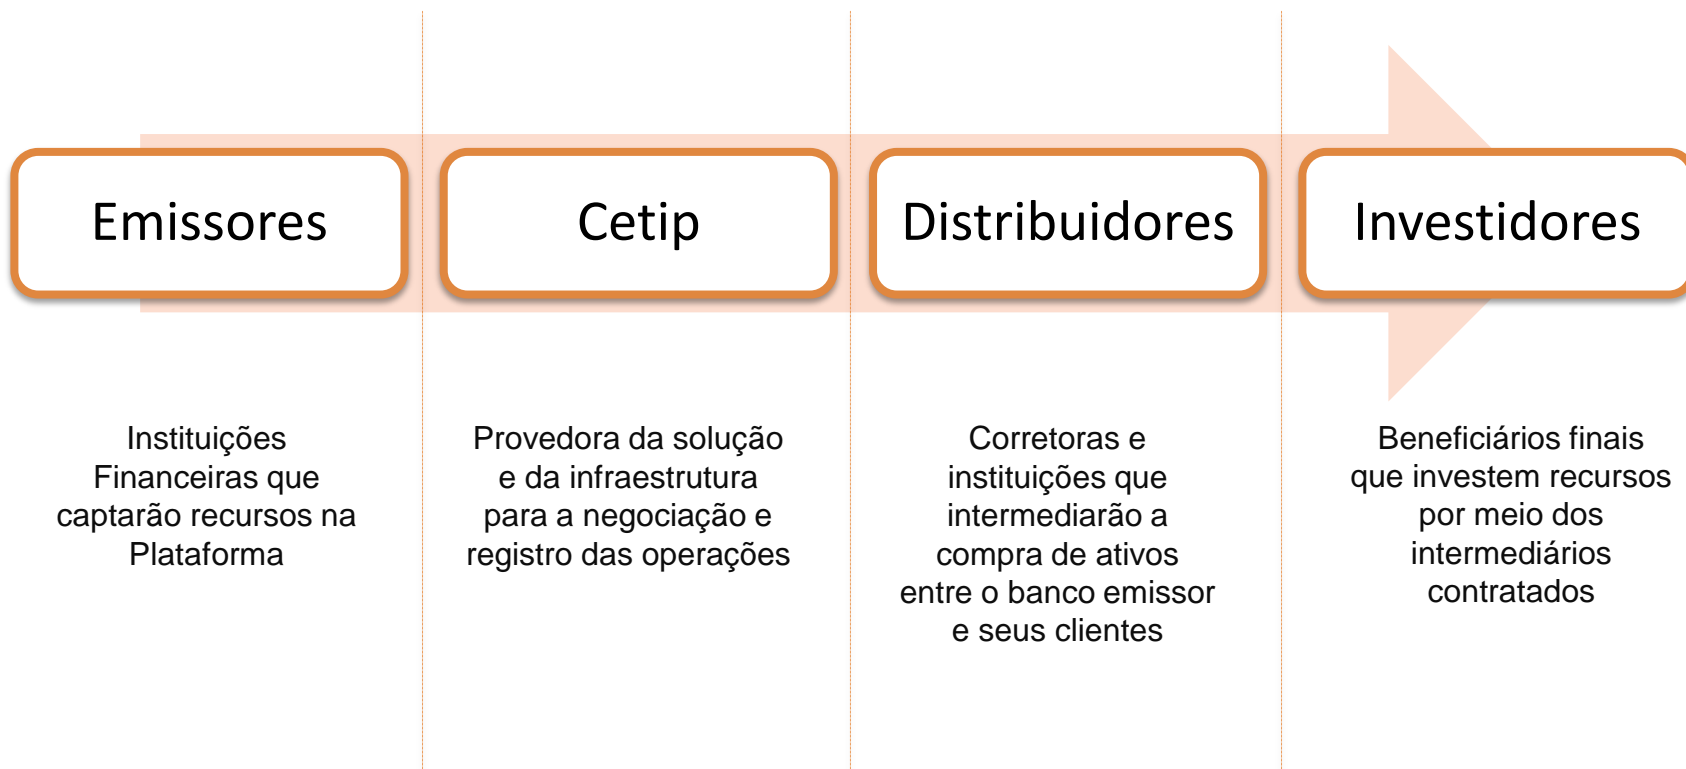 Emissores
Cetip
Distribuidores
Investidores
Instituições
Financeiras que
captarão recursos na
Plataforma
Provedora da solução
e da infraestrutura
para a negociação e
registro das operações
Corretoras e
instituições que
intermediarão a
compra de ativos
entre o banco emissor
e seus clientes
Beneficiários finais
que investem recursos
por meio dos
intermediários
contratados